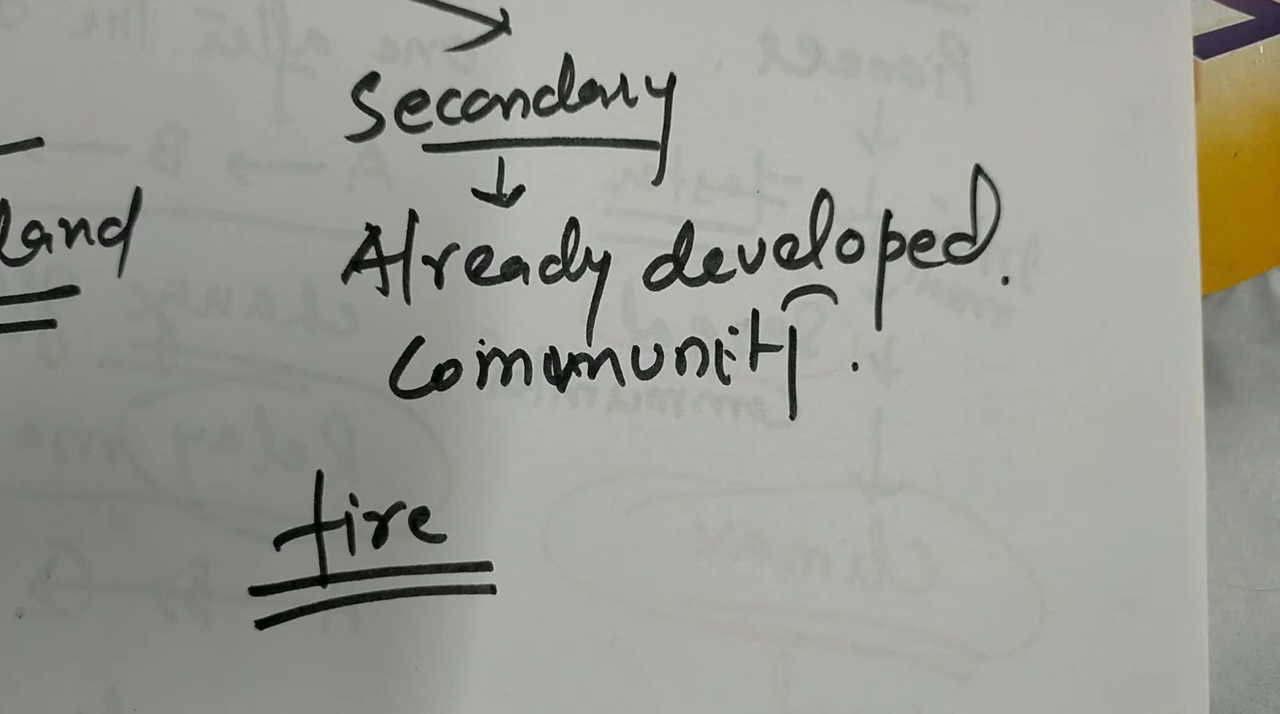 Secondary
↓
land
Already developed.
Community.
fire